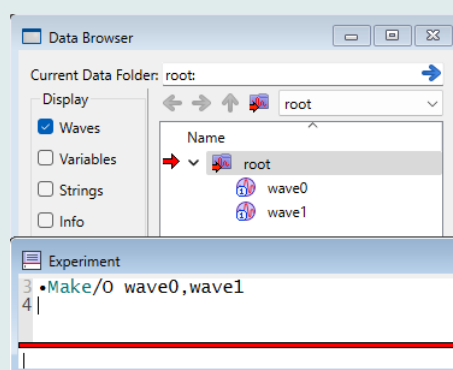 Data Browser
Current Data Folder: root:
Display
root
Waves
Name
Variables
root
Strings
wave0
Info
wave1
Experiment
3 •Make/O wave0,wave1
4